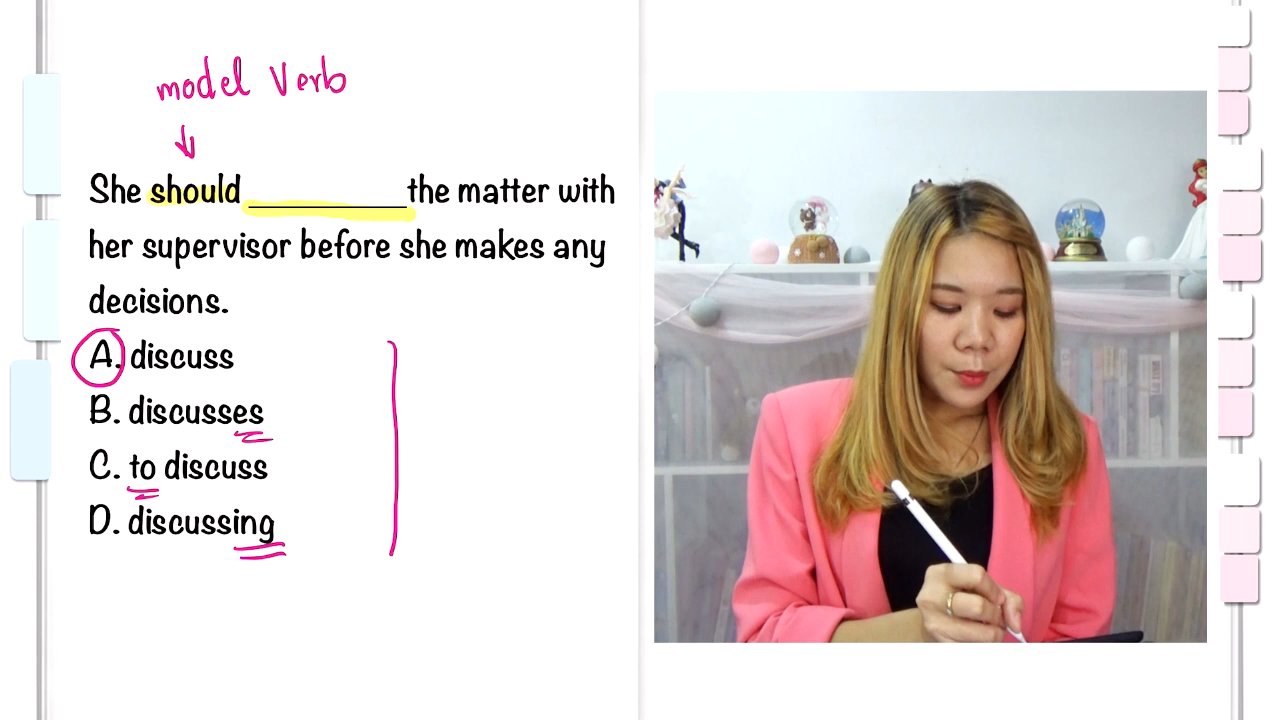 model Verb
She should __________ the matter with
her supervisor before she makes any
decisions.
A. discuss
B. discusses
C. to discuss
D. discussing